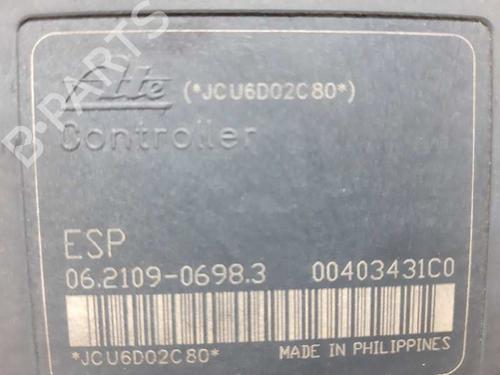 Ate (*JCU6D02C80*)
Controller
ESP
06.2109-0698.3 00403431C0
*JCU6D02C80* MADE IN PHILIPPINES
B-PARTS